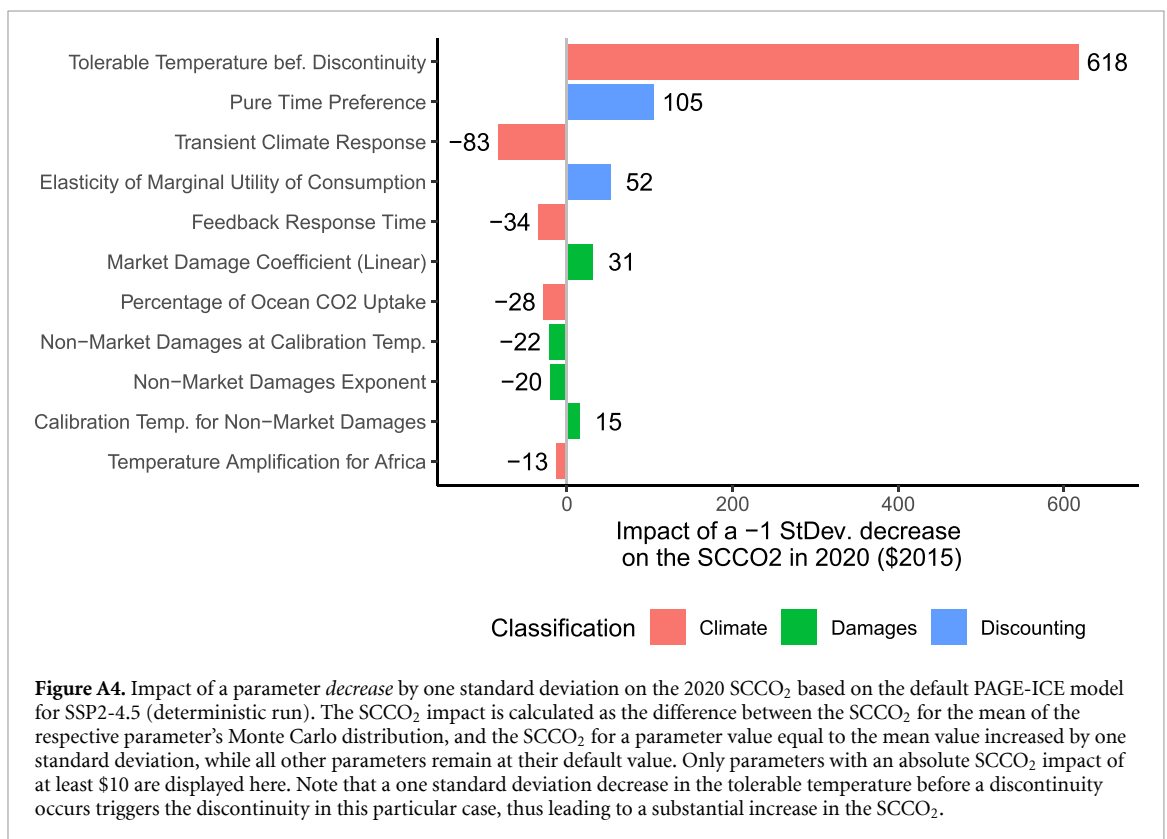 Tolerable Temperature bef. Discontinuity
618
Pure Time Preference
105
Transient Climate Response
−83
Elasticity of Marginal Utility of Consumption
52
Feedback Response Time
−34
Market Damage Coefficient (Linear)
31
Percentage of Ocean CO2 Uptake
−28
Non−Market Damages at Calibration Temp.
−22
Non−Market Damages Exponent
−20
Calibration Temp. for Non−Market Damages
15
Temperature Amplification for Africa
−13
0 200 400 600
Impact of a −1 StDev. decrease
on the SCCO2 in 2020 ($2015)
Classification Climate Damages Discounting
Figure A4. Impact of a parameter decrease by one standard deviation on the 2020 SCCO₂ based on the default PAGE-ICE model
for SSP2-4.5 (deterministic run). The SCCO₂ impact is calculated as the difference between the SCCO₂ for the mean of the
respective parameter's Monte Carlo distribution, and the SCCO₂ for a parameter value equal to the mean value increased by one
standard deviation, while all other parameters remain at their default value. Only parameters with an absolute SCCO₂ impact of
at least $10 are displayed here. Note that a one standard deviation decrease in the tolerable temperature before a discontinuity
occurs triggers the discontinuity in this particular case, thus leading to a substantial increase in the SCCO₂.